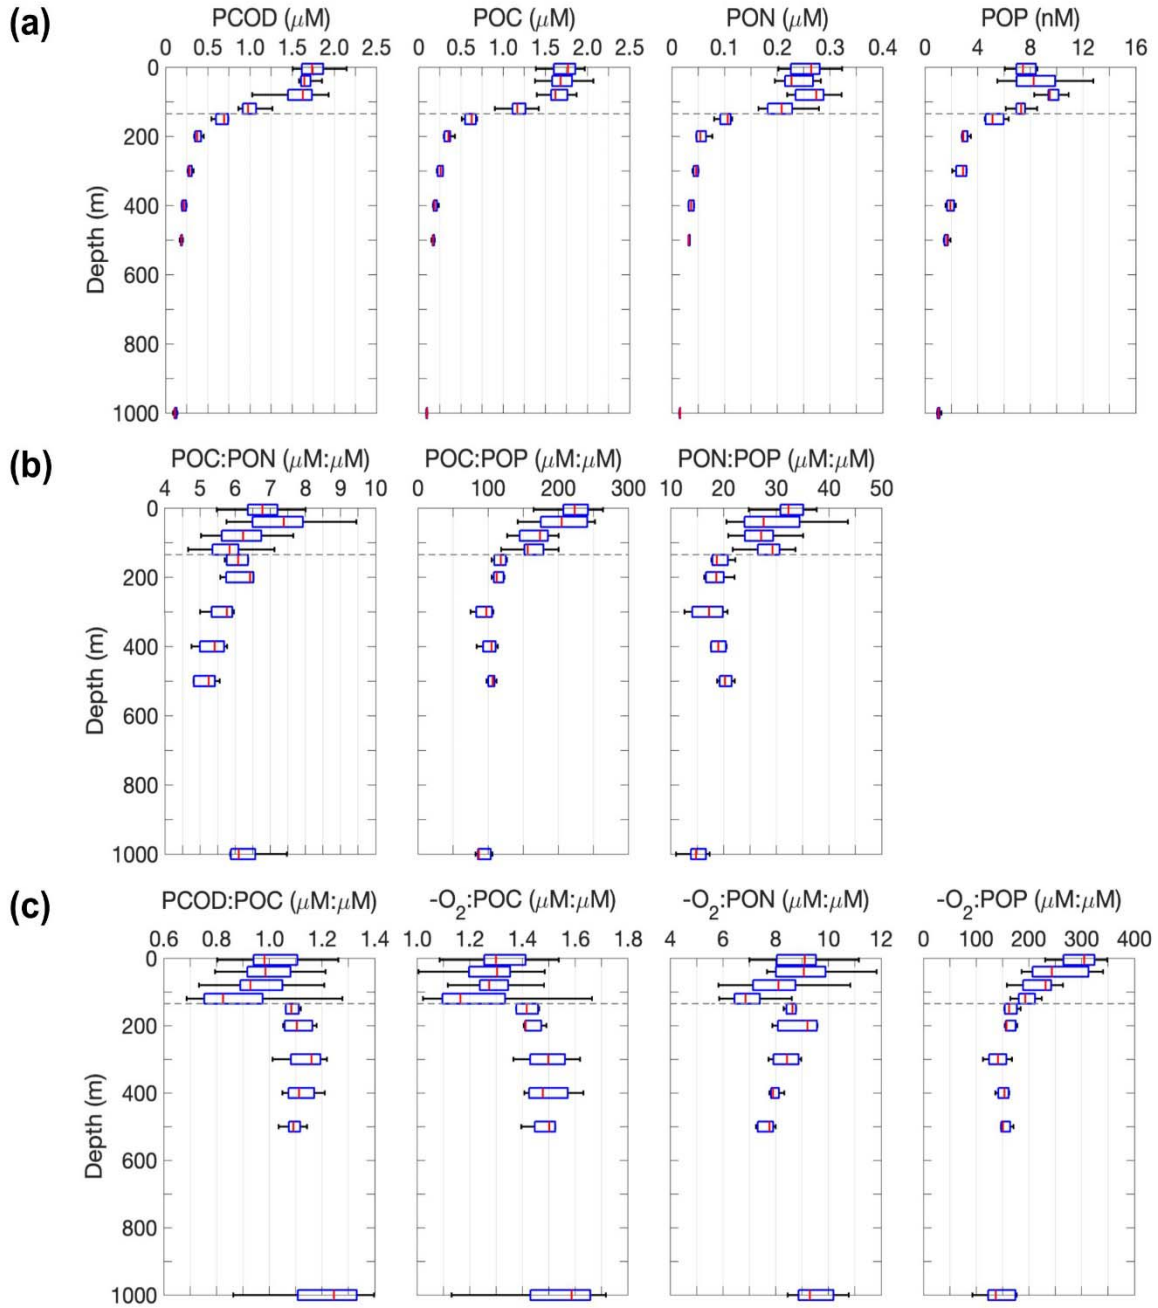 (a)
PCOD (μM) POC (μM) PON (μM) POP (nM)
0 0.5 1.0 1.5 2.0 2.5 0 0.5 1.0 1.5 2.0 2.5 0 0.1 0.2 0.3 0.4 0 4 8 12 16
0
200
400
600
800
1000
Depth (m)
(b)
POC:PON (μM:μM) POC:POP (μM:μM) PON:POP (μM:μM)
4 5 6 7 8 9 10 0 100 200 300 10 20 30 40 50
0
200
400
600
800
1000
Depth (m)
(c)
PCOD:POC (μM:μM) -O2:POC (μM:μM) -O2:PON (μM:μM) -O2:POP (μM:μM)
0.6 0.8 1.0 1.2 1.4 1.0 1.2 1.4 1.6 1.8 4 6 8 10 12 0 100 200 300 400
0
200
400
600
800
1000
Depth (m)